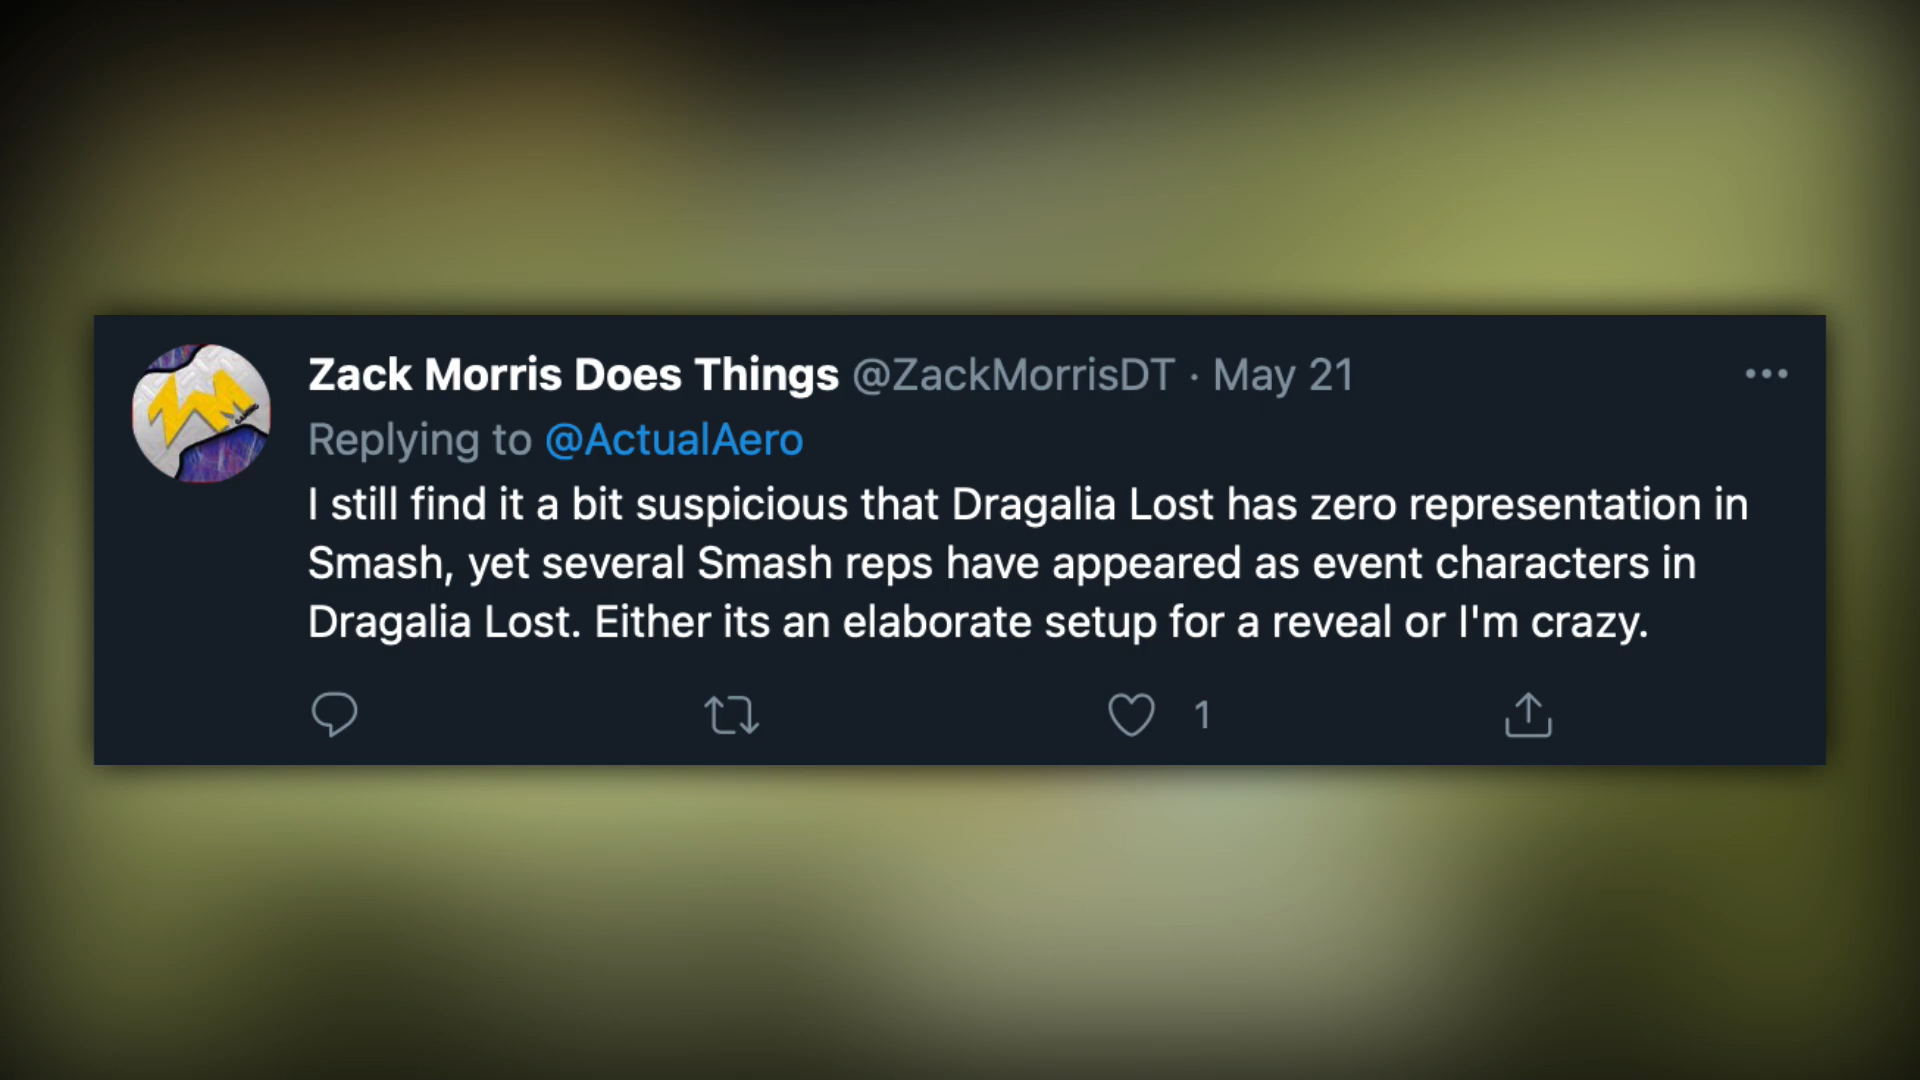 Zack Morris Does Things @ZackMorrisDT · May 21
Replying to @ActualAero
I still find it a bit suspicious that Dragalia Lost has zero representation in
Smash, yet several Smash reps have appeared as event characters in
Dragalia Lost. Either its an elaborate setup for a reveal or I'm crazy.
1